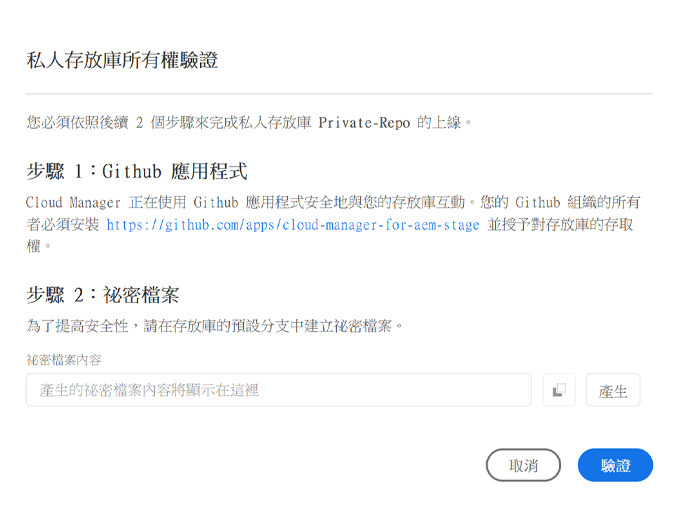 私人存放庫所有權驗證
您必須依照後續 2 個步驟來完成私人存放庫 Private-Repo 的上線。
步驟 1：Github 應用程式
Cloud Manager 正在使用 Github 應用程式安全地與您的存放庫互動。您的 Github 組織的所有
者必須安裝 https://github.com/apps/cloud-manager-for-aem-stage 並授予對存放庫的存取
權。
步驟 2：祕密檔案
為了提高安全性，請在存放庫的預設分支中建立祕密檔案。
祕密檔案內容
產生的祕密檔案內容將顯示在這裡
產生
取消
驗證